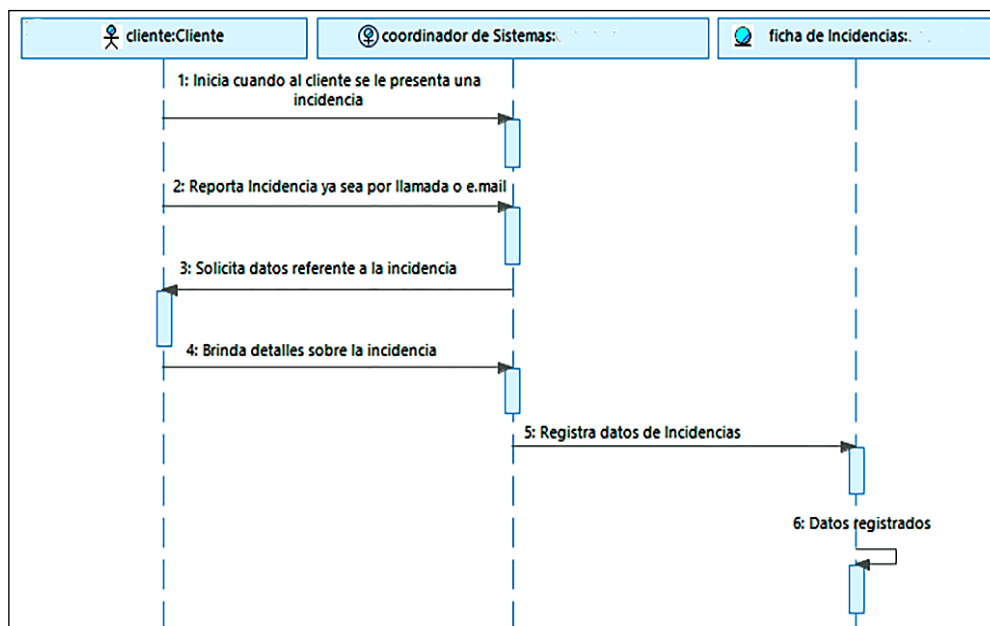 cliente:Cliente
coordinador de Sistemas:
ficha de Incidencias:
1: Inicia cuando al cliente se le presenta una
incidencia
2: Reporta Incidencia ya sea por llamada o e.mail
3: Solicita datos referente a la incidencia
4: Brinda detalles sobre la incidencia
5: Registra datos de Incidencias
6: Datos registrados